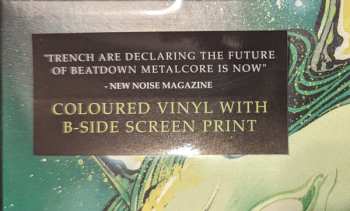 "TRENCH ARE DECLARING THE FUTURE
OF BEATDOWN METALCORE IS NOW"
- NEW NOISE MAGAZINE
COLOURED VINYL WITH
B-SIDE SCREEN PRINT